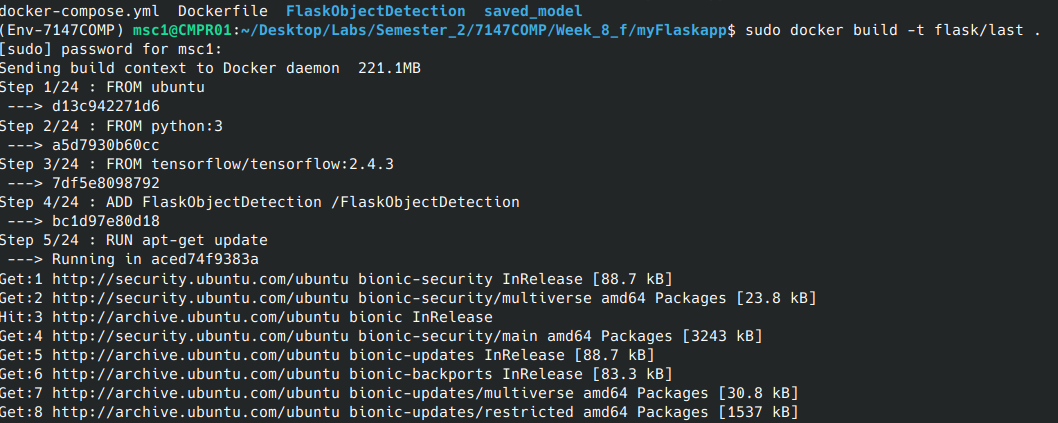 docker-compose.yml  Dockerfile  FlaskObjectDetection  saved_model
(Env-7147COMP) msc1@CMPR01:~/Desktop/Labs/Semester_2/7147COMP/Week_8_f/myFlaskapp$ sudo docker build -t flask/last .
[sudo] password for msc1:
Sending build context to Docker daemon  221.1MB
Step 1/24 : FROM ubuntu
 ---> d13c942271d6
Step 2/24 : FROM python:3
 ---> a5d7930b60cc
Step 3/24 : FROM tensorflow/tensorflow:2.4.3
 ---> 7df5e8098792
Step 4/24 : ADD FlaskObjectDetection /FlaskObjectDetection
 ---> bc1d97e80d18
Step 5/24 : RUN apt-get update
 ---> Running in aced74f9383a
Get:1 http://security.ubuntu.com/ubuntu bionic-security InRelease [88.7 kB]
Get:2 http://security.ubuntu.com/ubuntu bionic-security/multiverse amd64 Packages [23.8 kB]
Hit:3 http://archive.ubuntu.com/ubuntu bionic InRelease
Get:4 http://security.ubuntu.com/ubuntu bionic-security/main amd64 Packages [3243 kB]
Get:5 http://archive.ubuntu.com/ubuntu bionic-updates InRelease [88.7 kB]
Get:6 http://archive.ubuntu.com/ubuntu bionic-backports InRelease [83.3 kB]
Get:7 http://archive.ubuntu.com/ubuntu bionic-updates/multiverse amd64 Packages [30.8 kB]
Get:8 http://archive.ubuntu.com/ubuntu bionic-updates/restricted amd64 Packages [1537 kB]